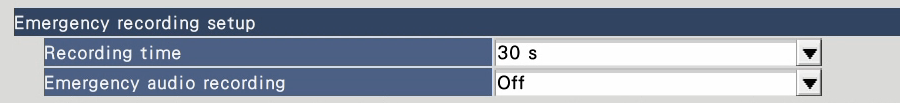 Emergency recording setup
Recording time 30 s
Emergency audio recording Off